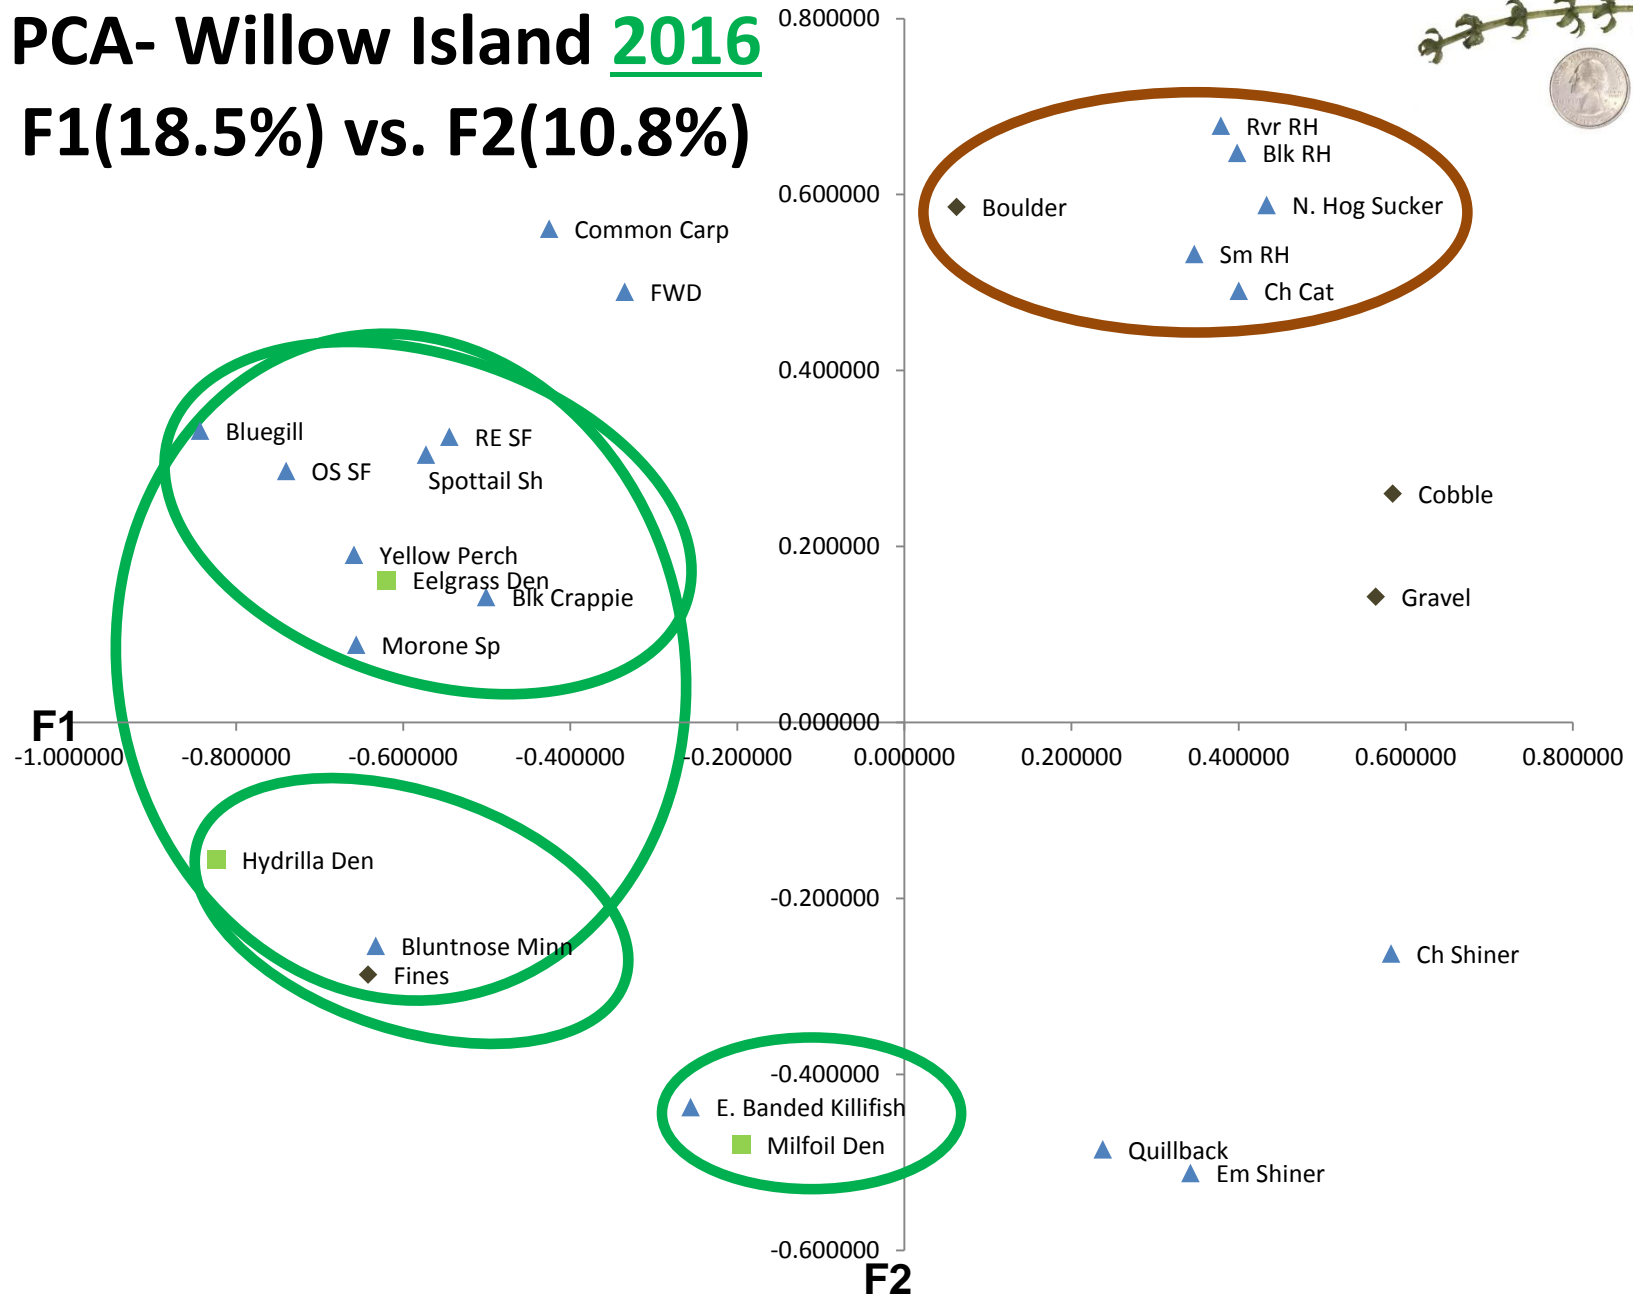 PCA- Willow Island 2016
F1(18.5%) vs. F2(10.8%)
0.800000
Rvr RH
Blk RH
0.600000
Boulder
N. Hog Sucker
Common Carp
Sm RH
FWD
Ch Cat
0.400000
Bluegill
RE SF
OS SF
Spottail Sh
Cobble
0.200000
Yellow Perch
Eelgrass Den
Blk Crappie
Gravel
Morone Sp
F1
0.000000
-1.000000
-0.800000
-0.600000
-0.400000
-0.200000
0.000000
0.200000
0.400000
0.600000
0.800000
Hydrilla Den
-0.200000
Bluntnose Minn
Ch Shiner
Fines
-0.400000
E. Banded Killifish
Milfoil Den
Quillback
Em Shiner
-0.600000
F2